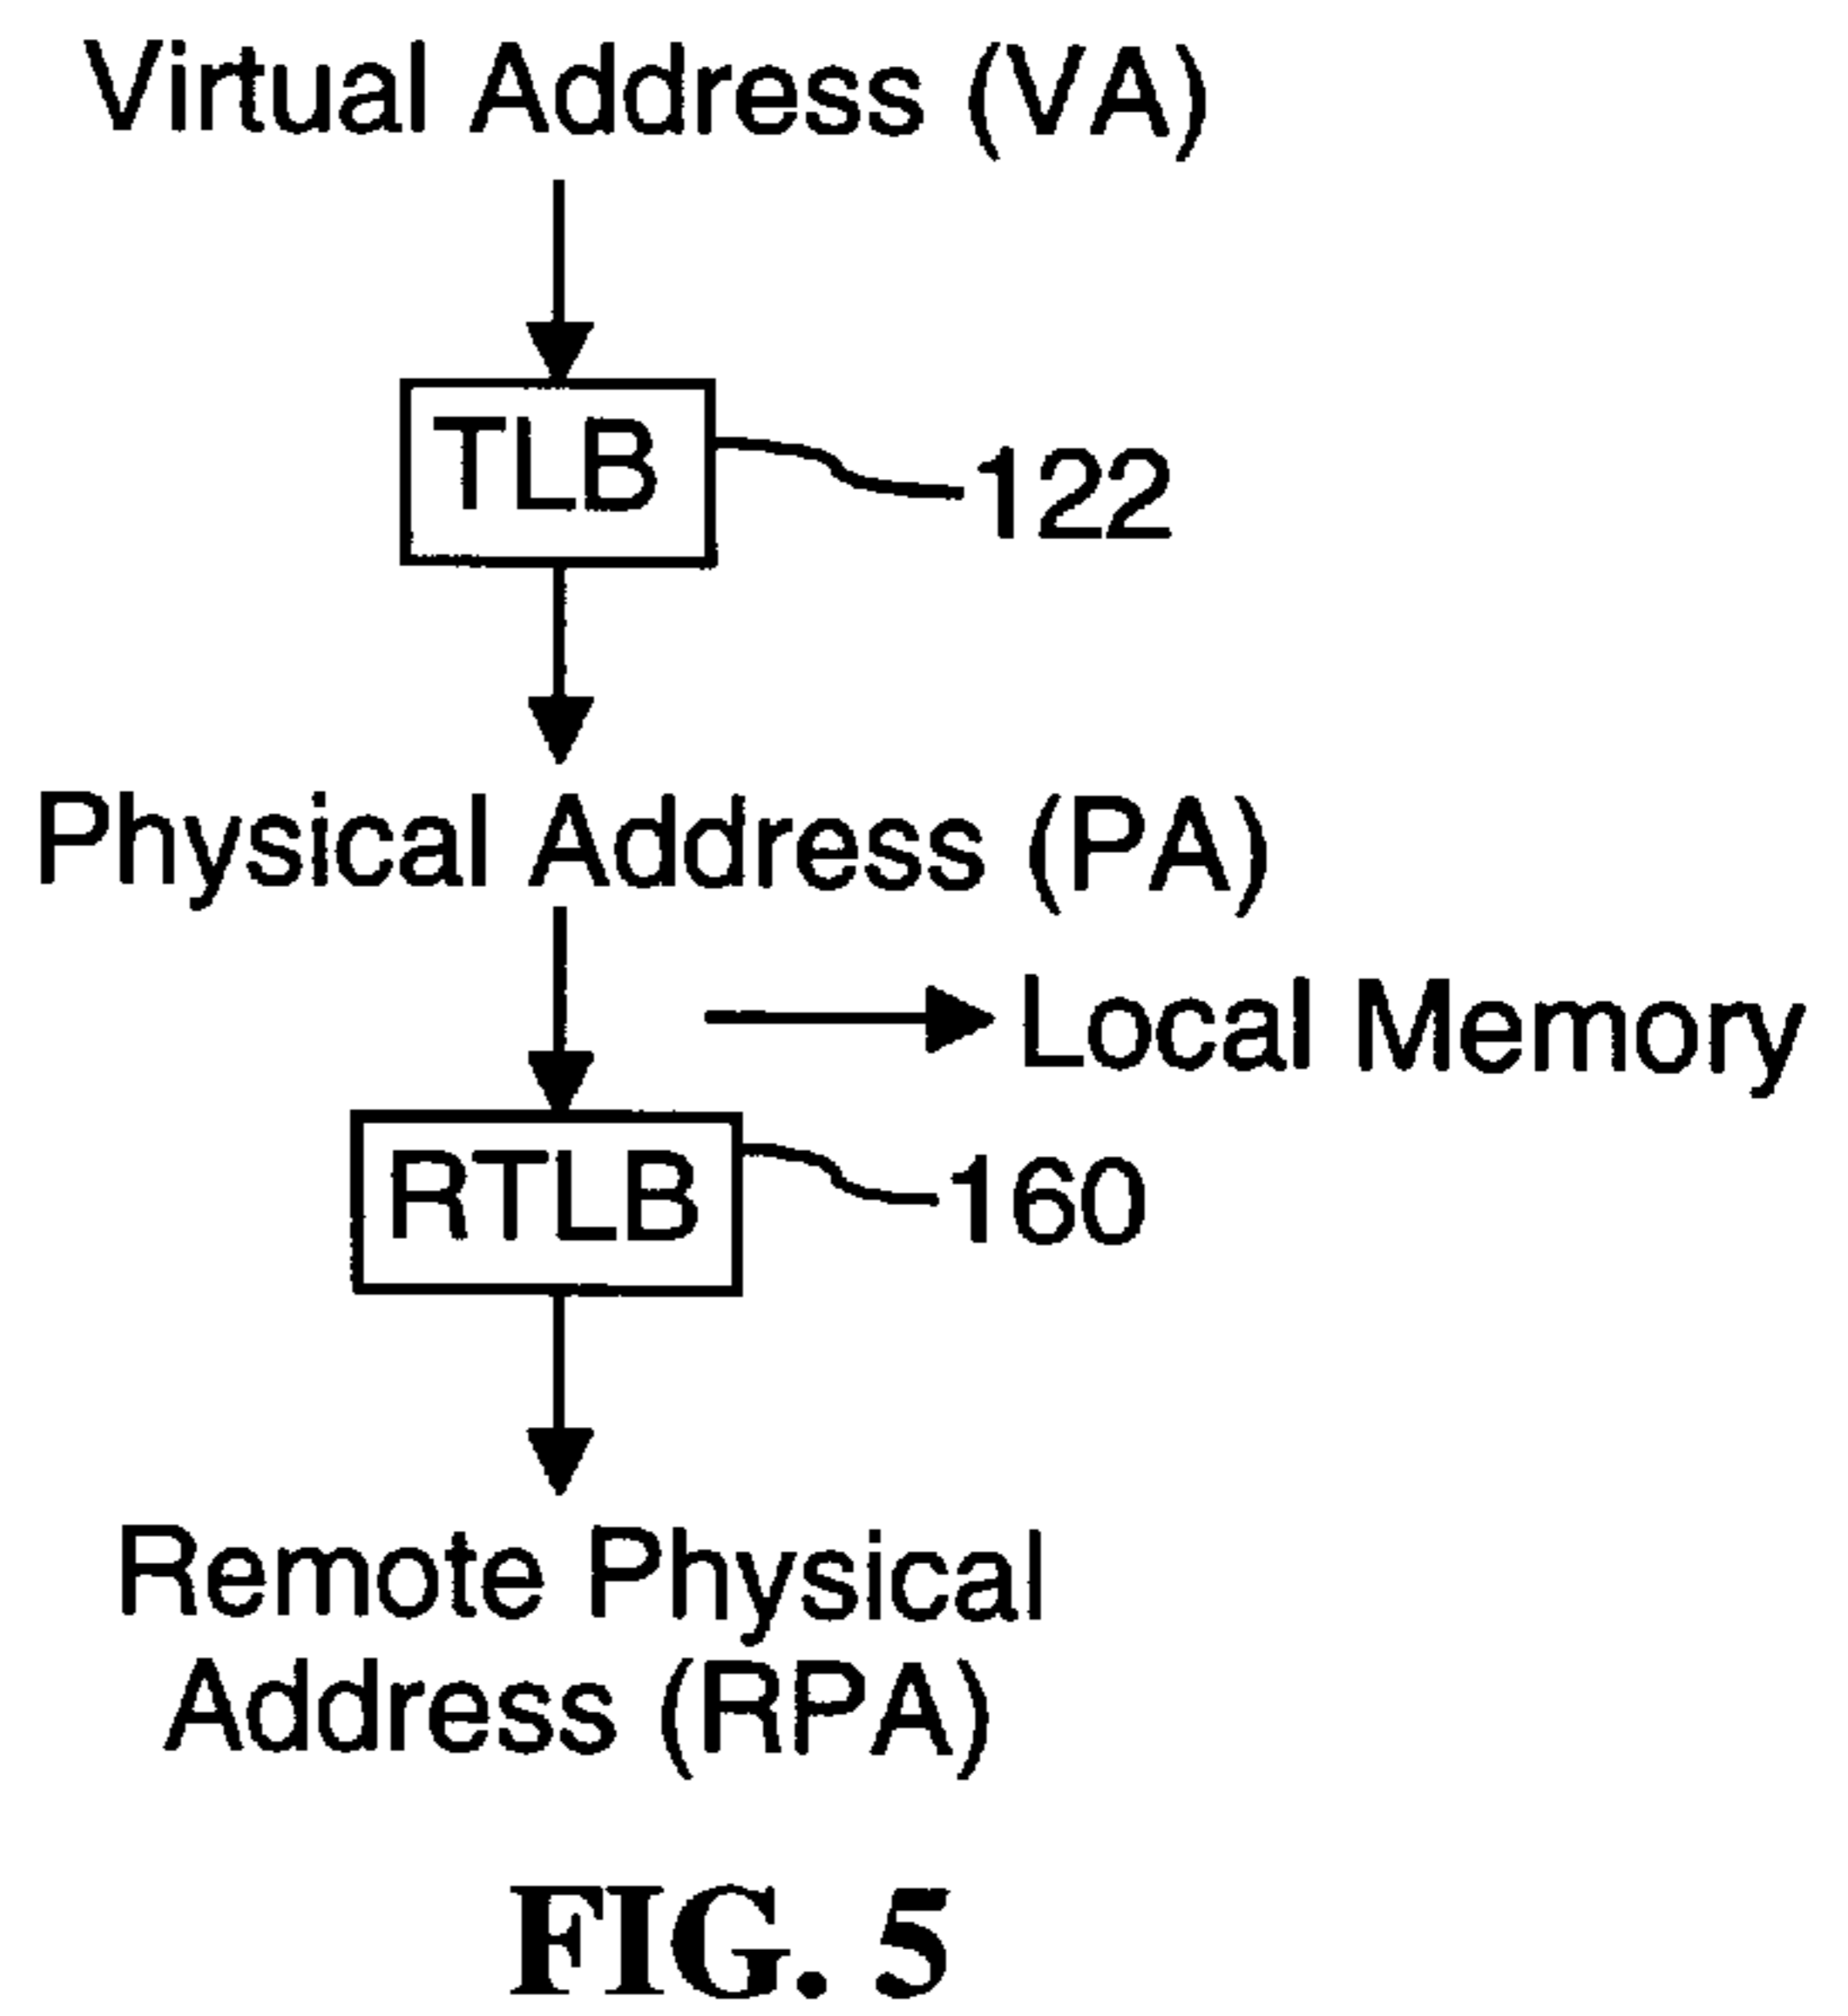 Virtual Address (VA)
TLB
122
Physical Address (PA)
Local Memory
RTLB
160
Remote Physical
Address (RPA)
FIG. 5